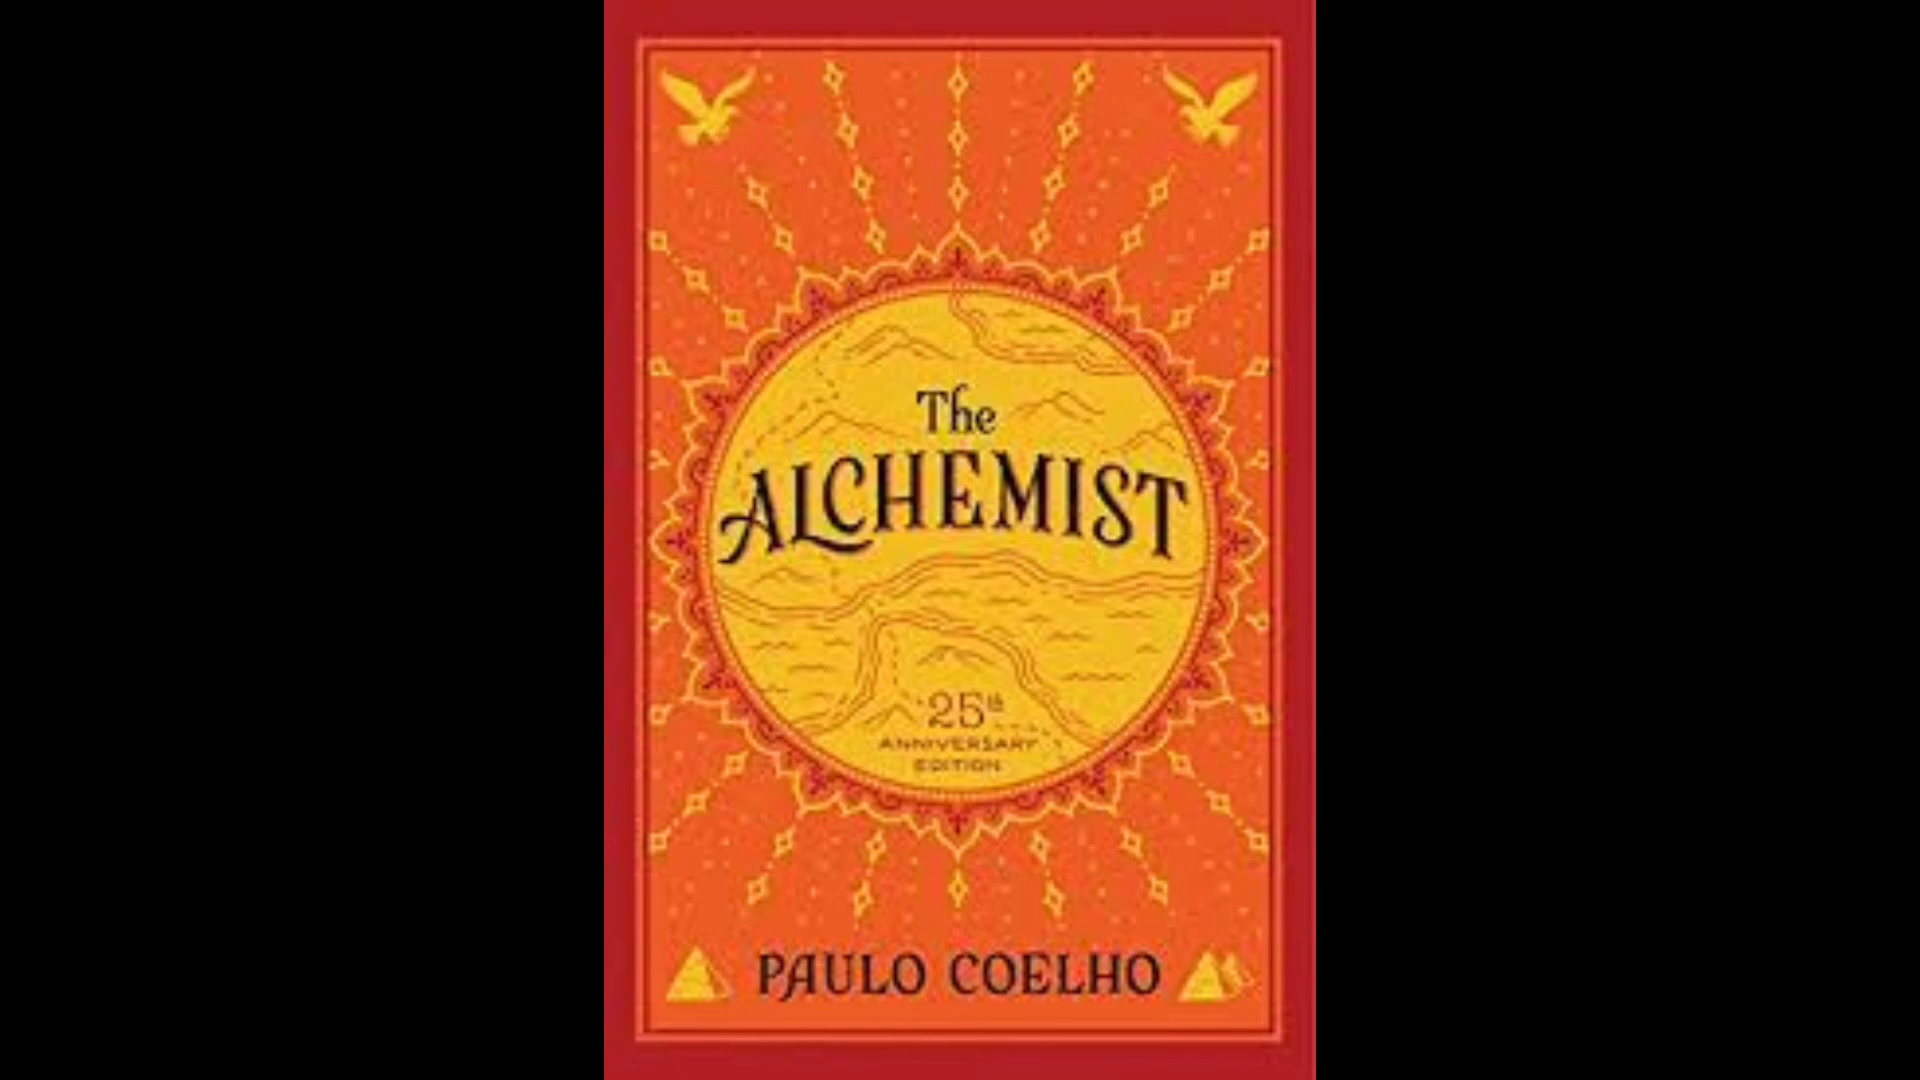 The
ALCHEMIST
25th
ANNIVERSARY
EDITION
PAULO COELHO